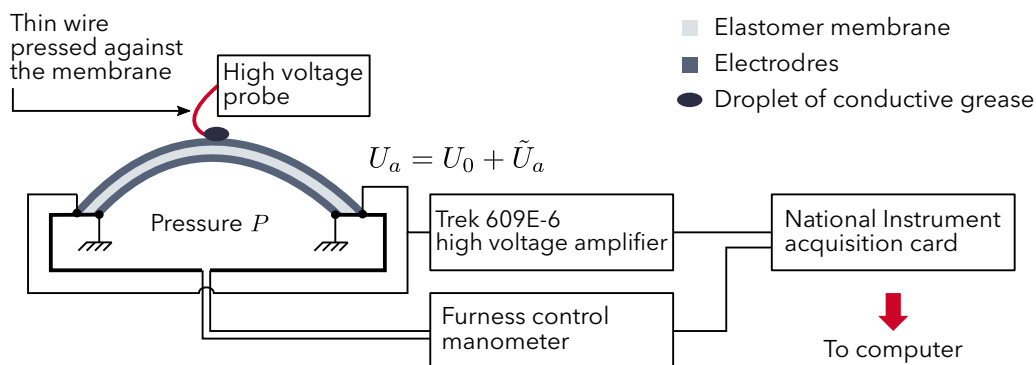 Thin wire
pressed against
the membrane
High voltage
probe
Elastomer membrane
Electrodres
Droplet of conductive grease
U_a = U_0 + Ũ_a
Pressure P
Trek 609E-6
high voltage amplifier
National Instrument
acquisition card
Furness control
manometer
To computer